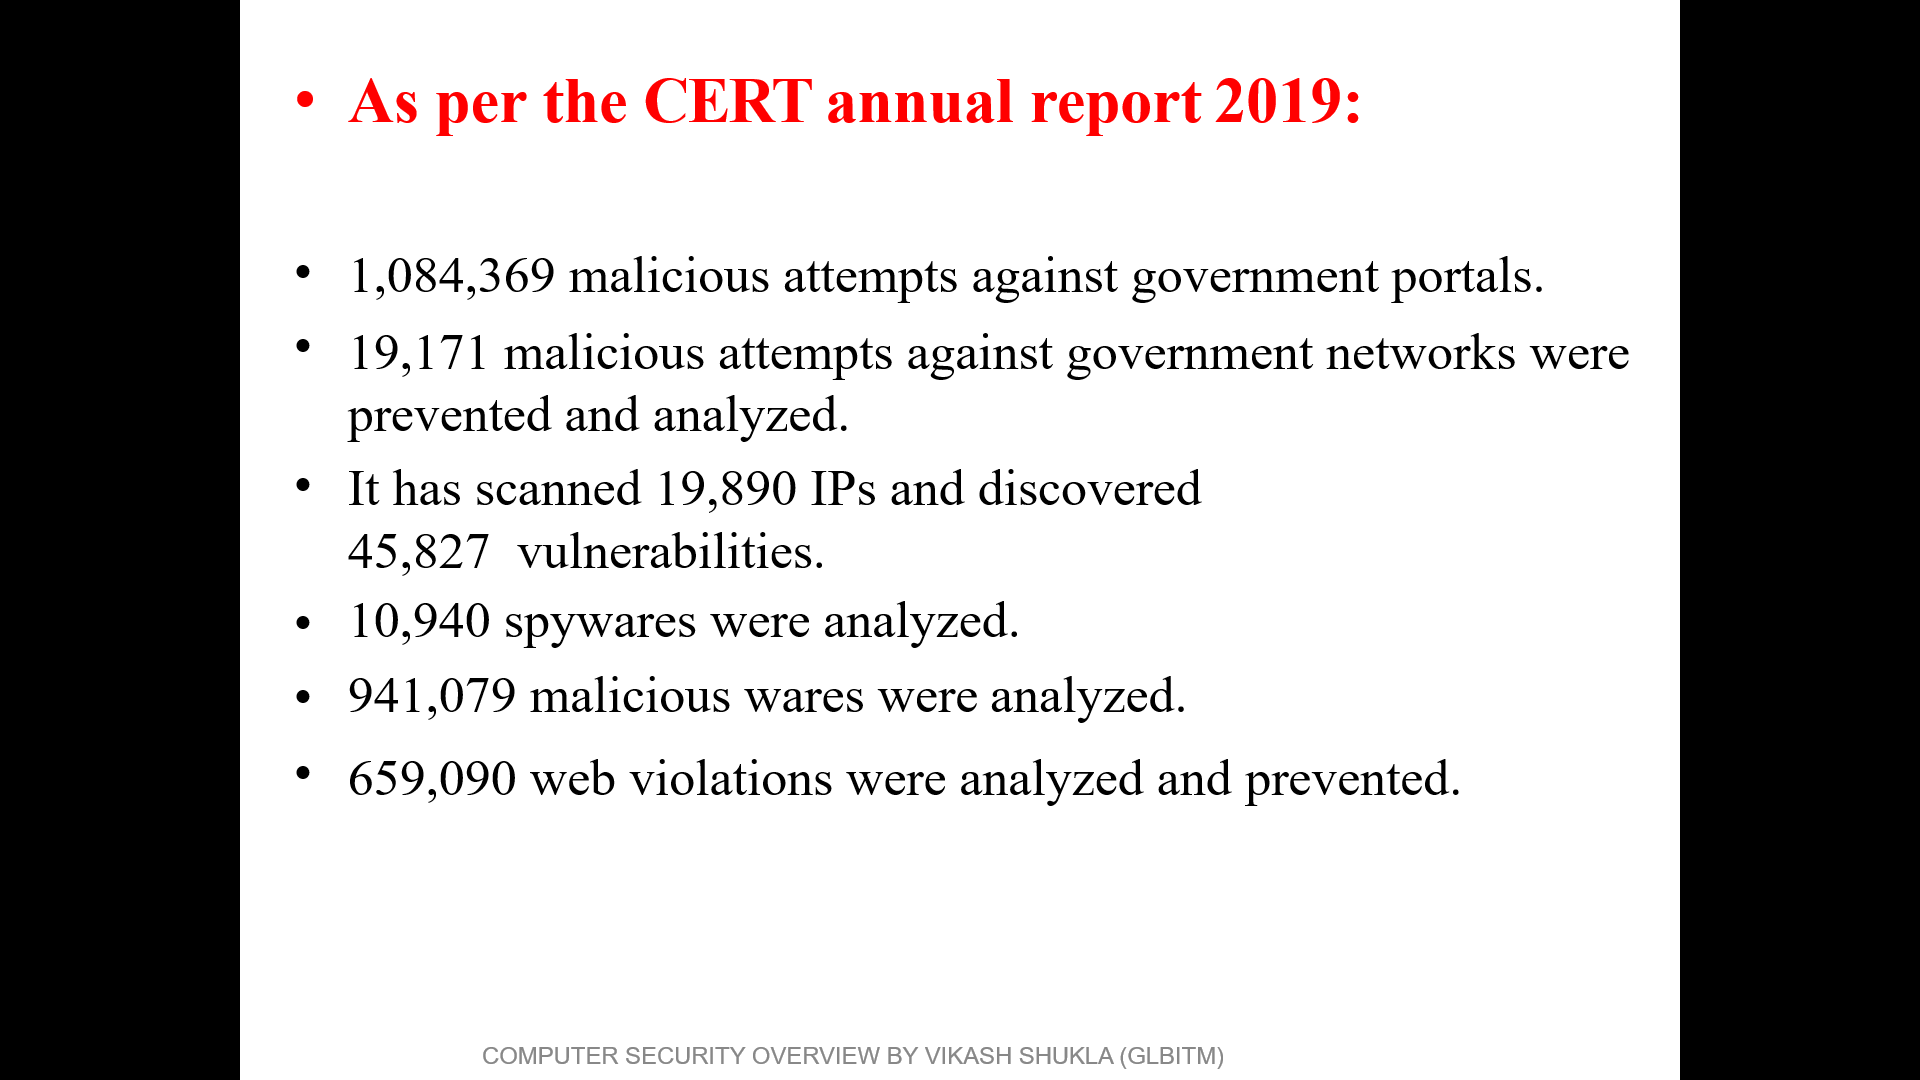 • As per the CERT annual report 2019:
• 1,084,369 malicious attempts against government portals.
• 19,171 malicious attempts against government networks were
prevented and analyzed.
• It has scanned 19,890 IPs and discovered
45,827  vulnerabilities.
• 10,940 spywares were analyzed.
• 941,079 malicious wares were analyzed.
• 659,090 web violations were analyzed and prevented.
COMPUTER SECURITY OVERVIEW BY VIKASH SHUKLA (GLBITM)